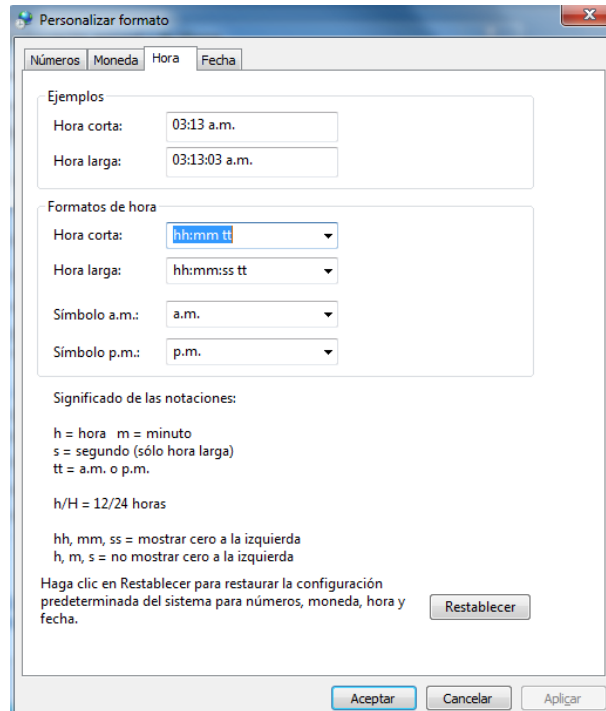 Personalizar formato
Números Moneda Hora Fecha
Ejemplos
Hora corta: 03:13 a.m.
Hora larga: 03:13:03 a.m.
Formatos de hora
Hora corta: hh:mm tt
Hora larga: hh:mm:ss tt
Símbolo a.m.: a.m.
Símbolo p.m.: p.m.
Significado de las notaciones:
h = hora m = minuto
s = segundo (sólo hora larga)
tt = a.m. o p.m.
h/H = 12/24 horas
hh, mm, ss = mostrar cero a la izquierda
h, m, s = no mostrar cero a la izquierda
Haga clic en Restablecer para restaurar la configuración
predeterminada del sistema para números, moneda, hora y
fecha.
Restablecer
Aceptar Cancelar Aplicar